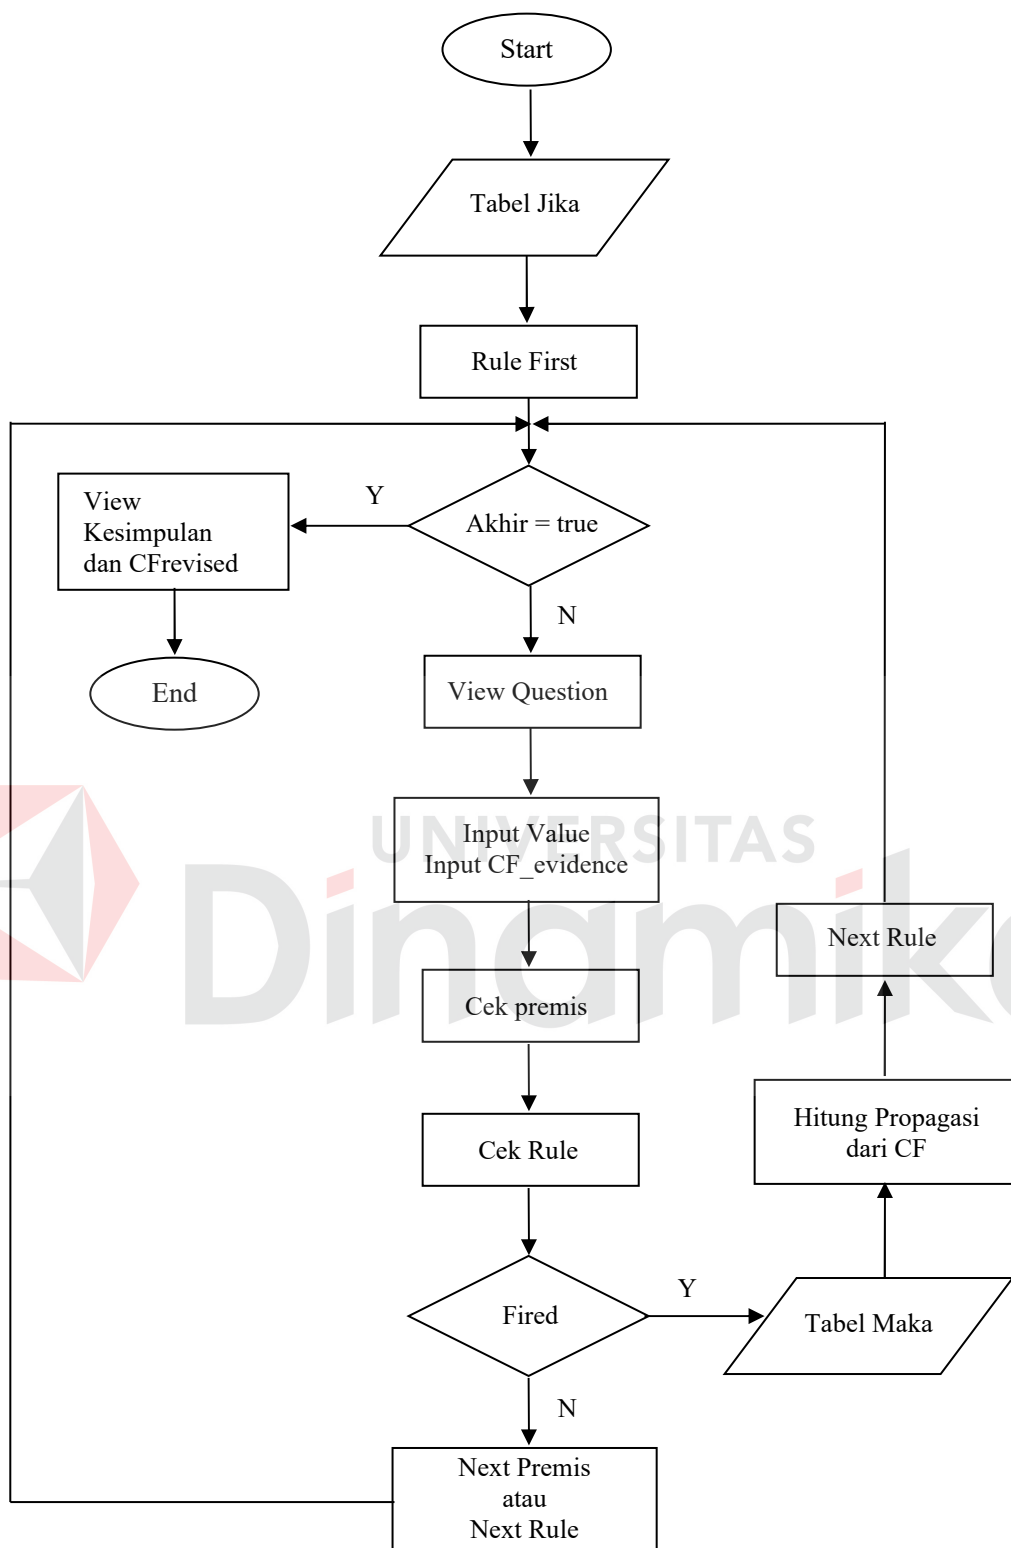 Start
Tabel Jika
Rule First
Akhir = true
Y
View
Kesimpulan
dan CFrevised
End
N
View Question
UNIVERSITAS
Dinamika
Input Value
Input CF_evidence
Cek premis
Cek Rule
Fired
Y
Tabel Maka
Hitung Propagasi
dari CF
Next Rule
N
Next Premis
atau
Next Rule